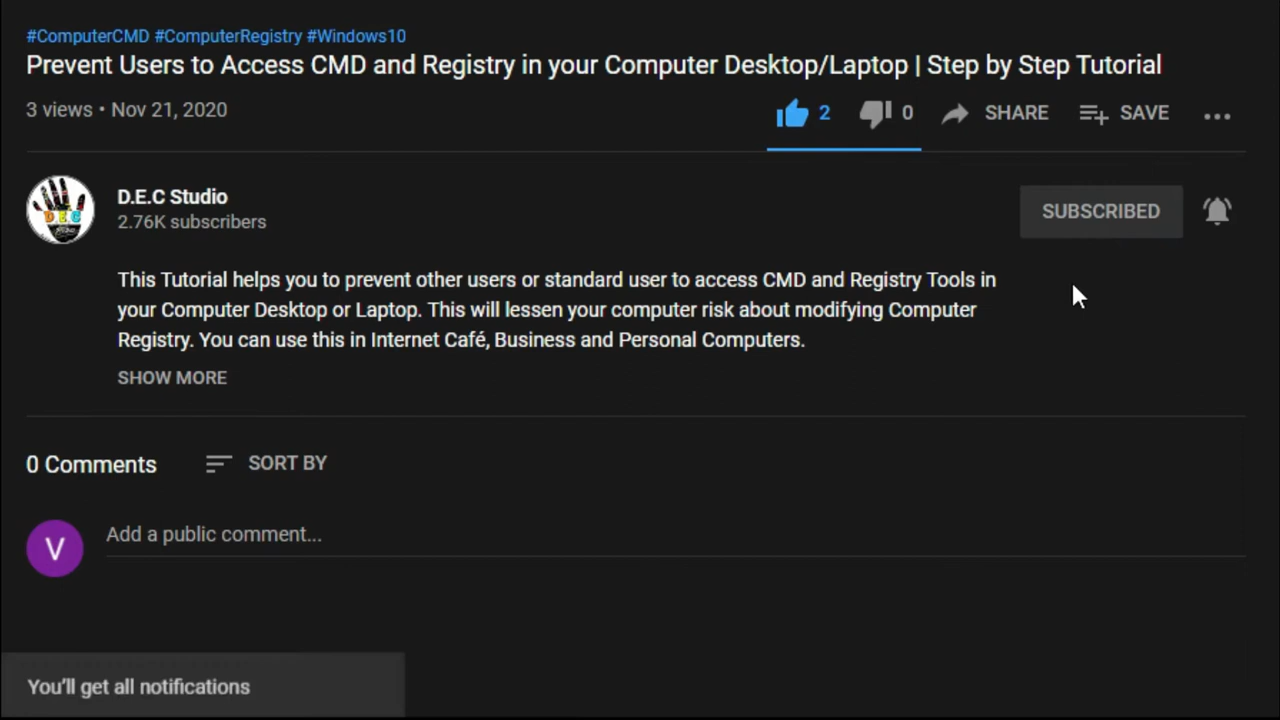 #ComputerCMD #ComputerRegistry #Windows10
Prevent Users to Access CMD and Registry in your Computer Desktop/Laptop | Step by Step Tutorial
3 views • Nov 21, 2020
2 0 SHARE SAVE
D.E.C Studio
2.76K subscribers
SUBSCRIBED
DEC
This Tutorial helps you to prevent other users or standard user to access CMD and Registry Tools in
your Computer Desktop or Laptop. This will lessen your computer risk about modifying Computer
Registry. You can use this in Internet Café, Business and Personal Computers.
SHOW MORE
0 Comments SORT BY
V
Add a public comment...
You'll get all notifications